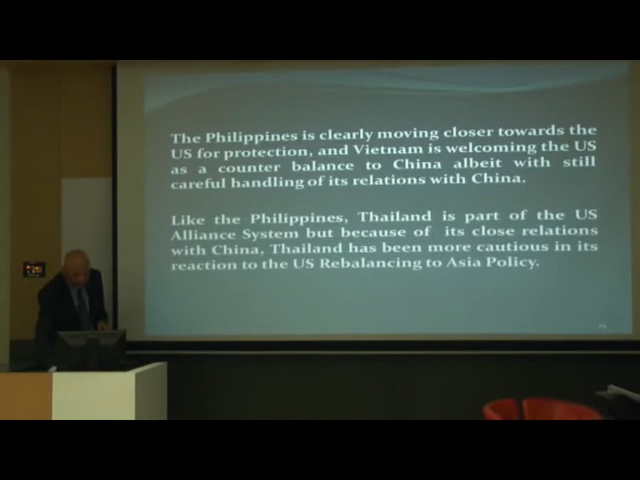 The Philippines is clearly moving closer towards the
US for protection, and Vietnam is welcoming the US
as a counter balance to China albeit with still
careful handling of its relations with China.
Like the Philippines, Thailand is part of the US
Alliance System but because of its close relations
with China, Thailand has been more cautious in its
reaction to the US Rebalancing to Asia Policy.